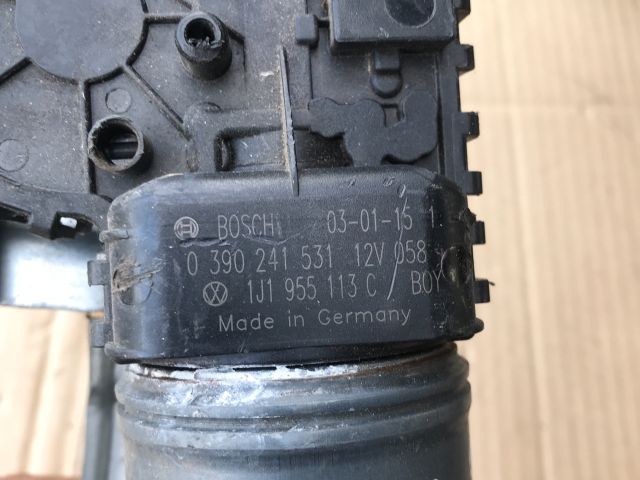 BOSCH 03-01-15 1
0 390 241 531 12V 058
1J1 955 113 C BOY
Made in Germany